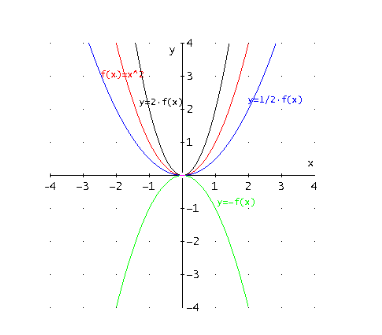 y
4
f(x)=x^2
3
y=2·f(x)
y=1/2·f(x)
2
1
x
-4 -3 -2 -1 1 2 3 4
y=-f(x)
-1
-2
-3
-4